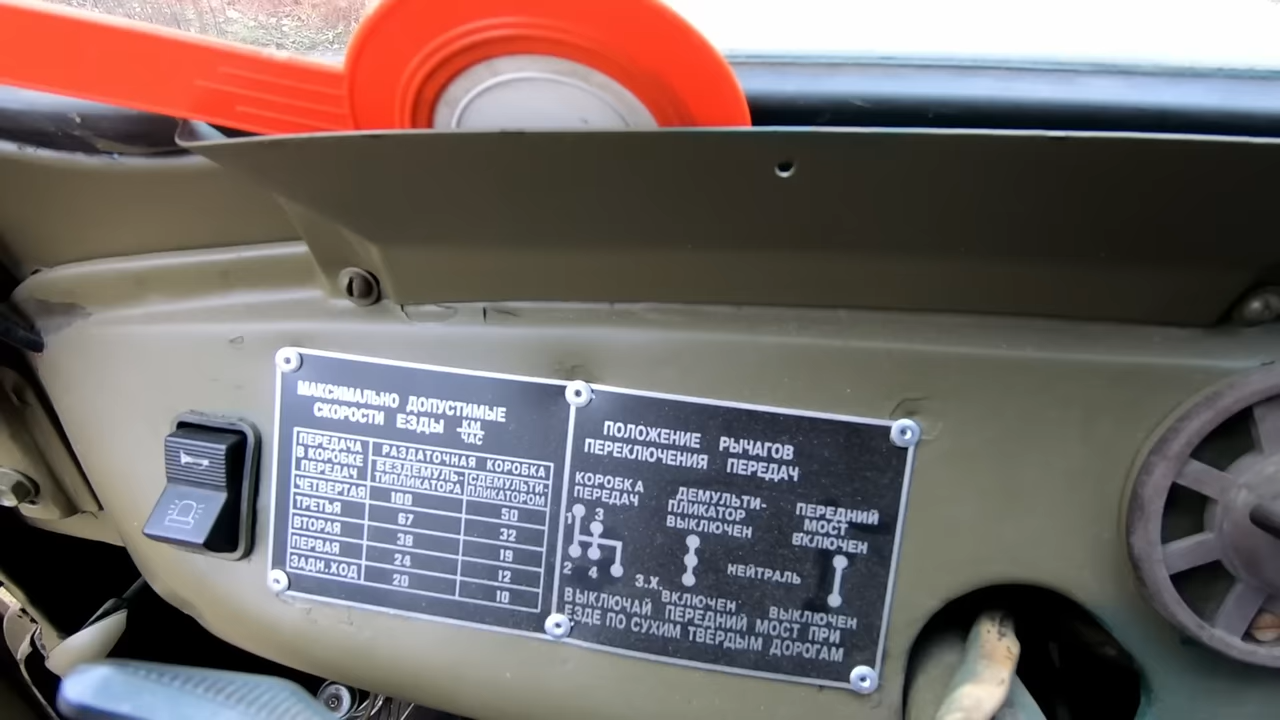 МАКСИМАЛЬНО ДОПУСТИМЫЕ
СКОРОСТИ ЕЗДЫ КМ
ЧАС
ПЕРЕДАЧА
В КОРОБКЕ
ПЕРЕДАЧ
РАЗДАТОЧНАЯ КОРОБКА
БЕЗДЕМУЛЬ-
ТИПЛИКАТОРА
СДЕМУЛЬТИ-
ПЛИКАТОРОМ
ЧЕТВЕРТАЯ 100 50
ТРЕТЬЯ 67 32
ВТОРАЯ 38 19
ПЕРВАЯ 24 12
ЗАДН.ХОД 20 10
ПОЛОЖЕНИЕ РЫЧАГОВ
ПЕРЕКЛЮЧЕНИЯ ПЕРЕДАЧ
КОРОБКА
ПЕРЕДАЧ
1 3
2 4 З.Х.
ДЕМУЛЬТИ-
ПЛИКАТОР
ВЫКЛЮЧЕН
НЕЙТРАЛЬ
ВКЛЮЧЕН
ПЕРЕДНИЙ
МОСТ
ВКЛЮЧЕН
ВЫКЛЮЧЕН
ВЫКЛЮЧАЙ ПЕРЕДНИЙ МОСТ ПРИ
ЕЗДЕ ПО СУХИМ ТВЁРДЫМ ДОРОГАМ